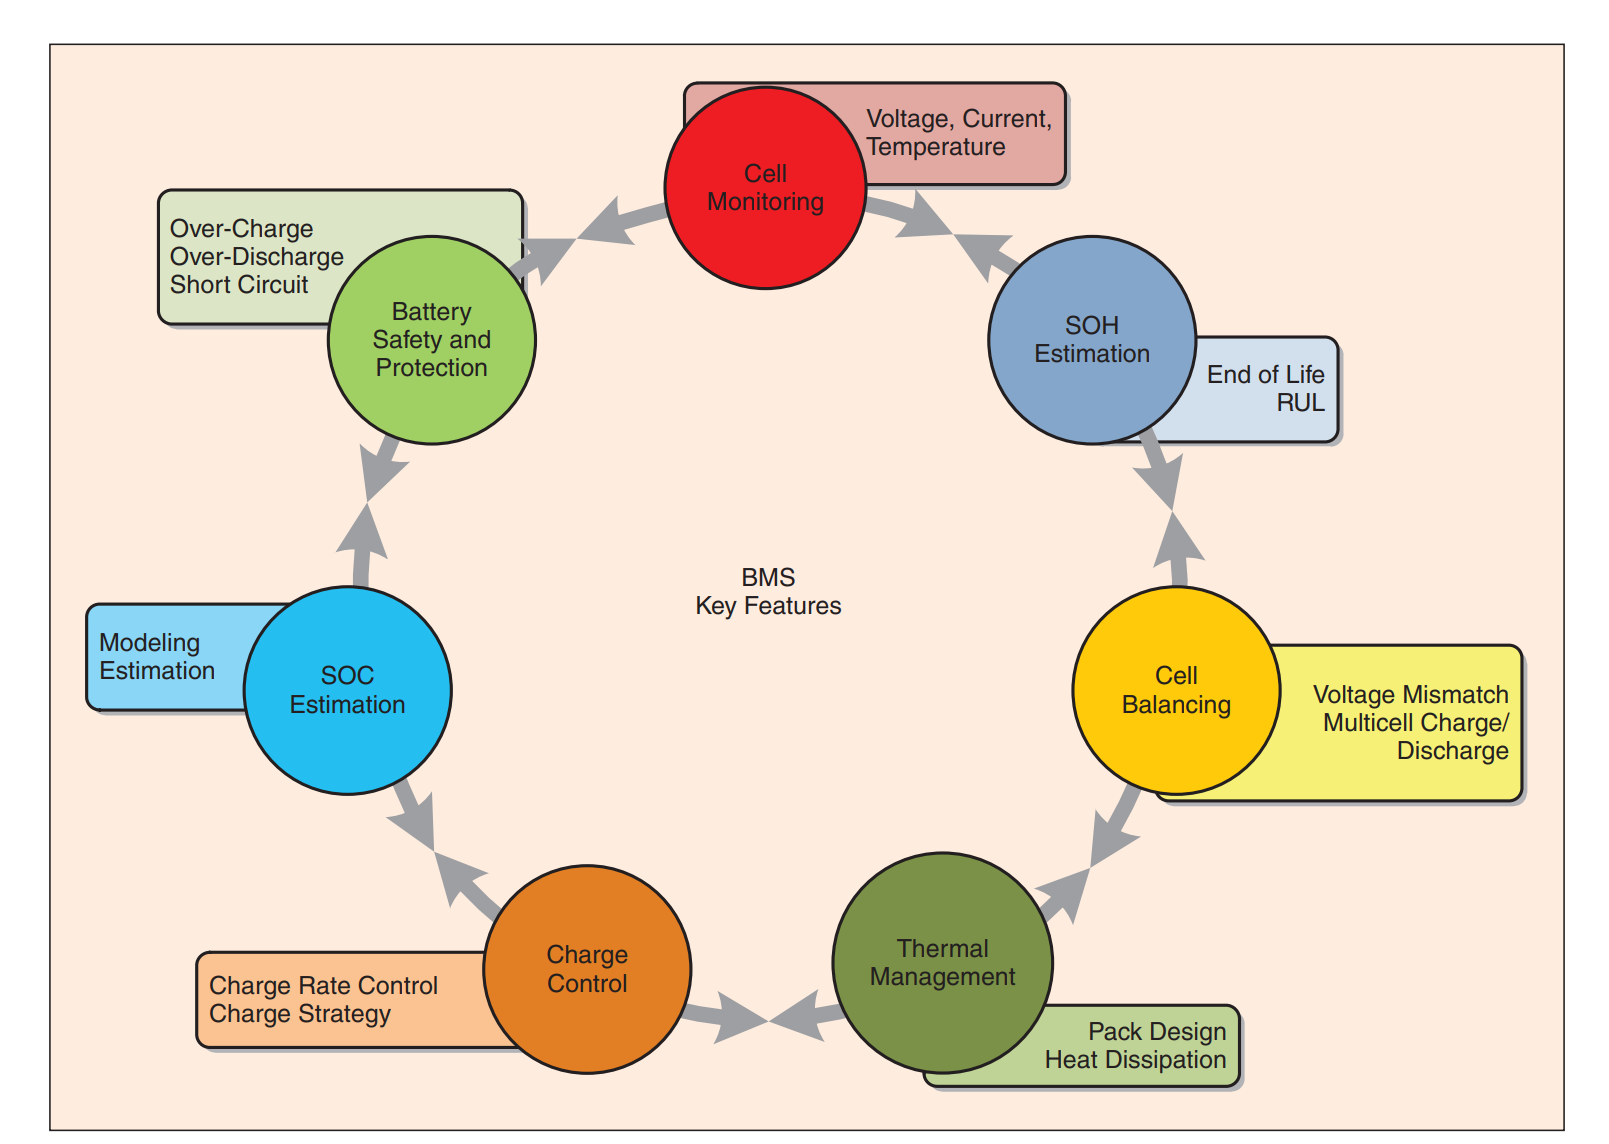 Voltage, Current,
Temperature
Cell
Monitoring
Over-Charge
Over-Discharge
Short Circuit
Battery
Safety and
Protection
SOH
Estimation
End of Life
RUL
BMS
Key Features
Modeling
Estimation
SOC
Estimation
Cell
Balancing
Voltage Mismatch
Multicell Charge/
Discharge
Charge
Control
Charge Rate Control
Charge Strategy
Thermal
Management
Pack Design
Heat Dissipation